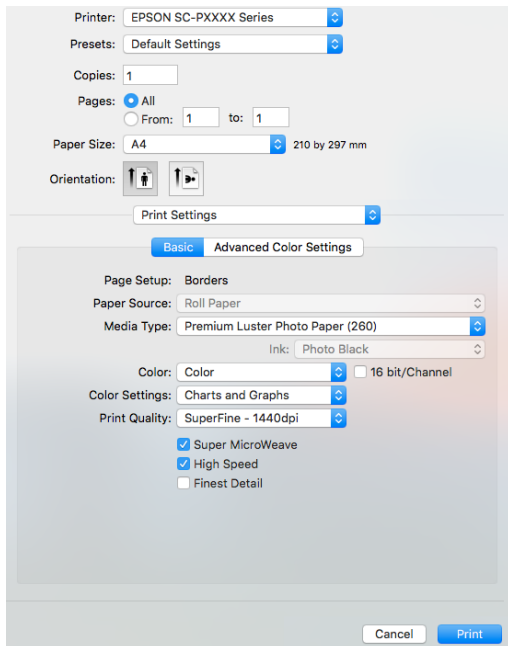 Printer: EPSON SC-PXXXX Series
Presets: Default Settings
Copies: 1
Pages: All
From: 1 to: 1
Paper Size: A4 210 by 297 mm
Orientation:
Print Settings
Basic Advanced Color Settings
Page Setup: Borders
Paper Source: Roll Paper
Media Type: Premium Luster Photo Paper (260)
Ink: Photo Black
Color: Color 16 bit/Channel
Color Settings: Charts and Graphs
Print Quality: SuperFine - 1440dpi
Super MicroWeave
High Speed
Finest Detail
Cancel Print